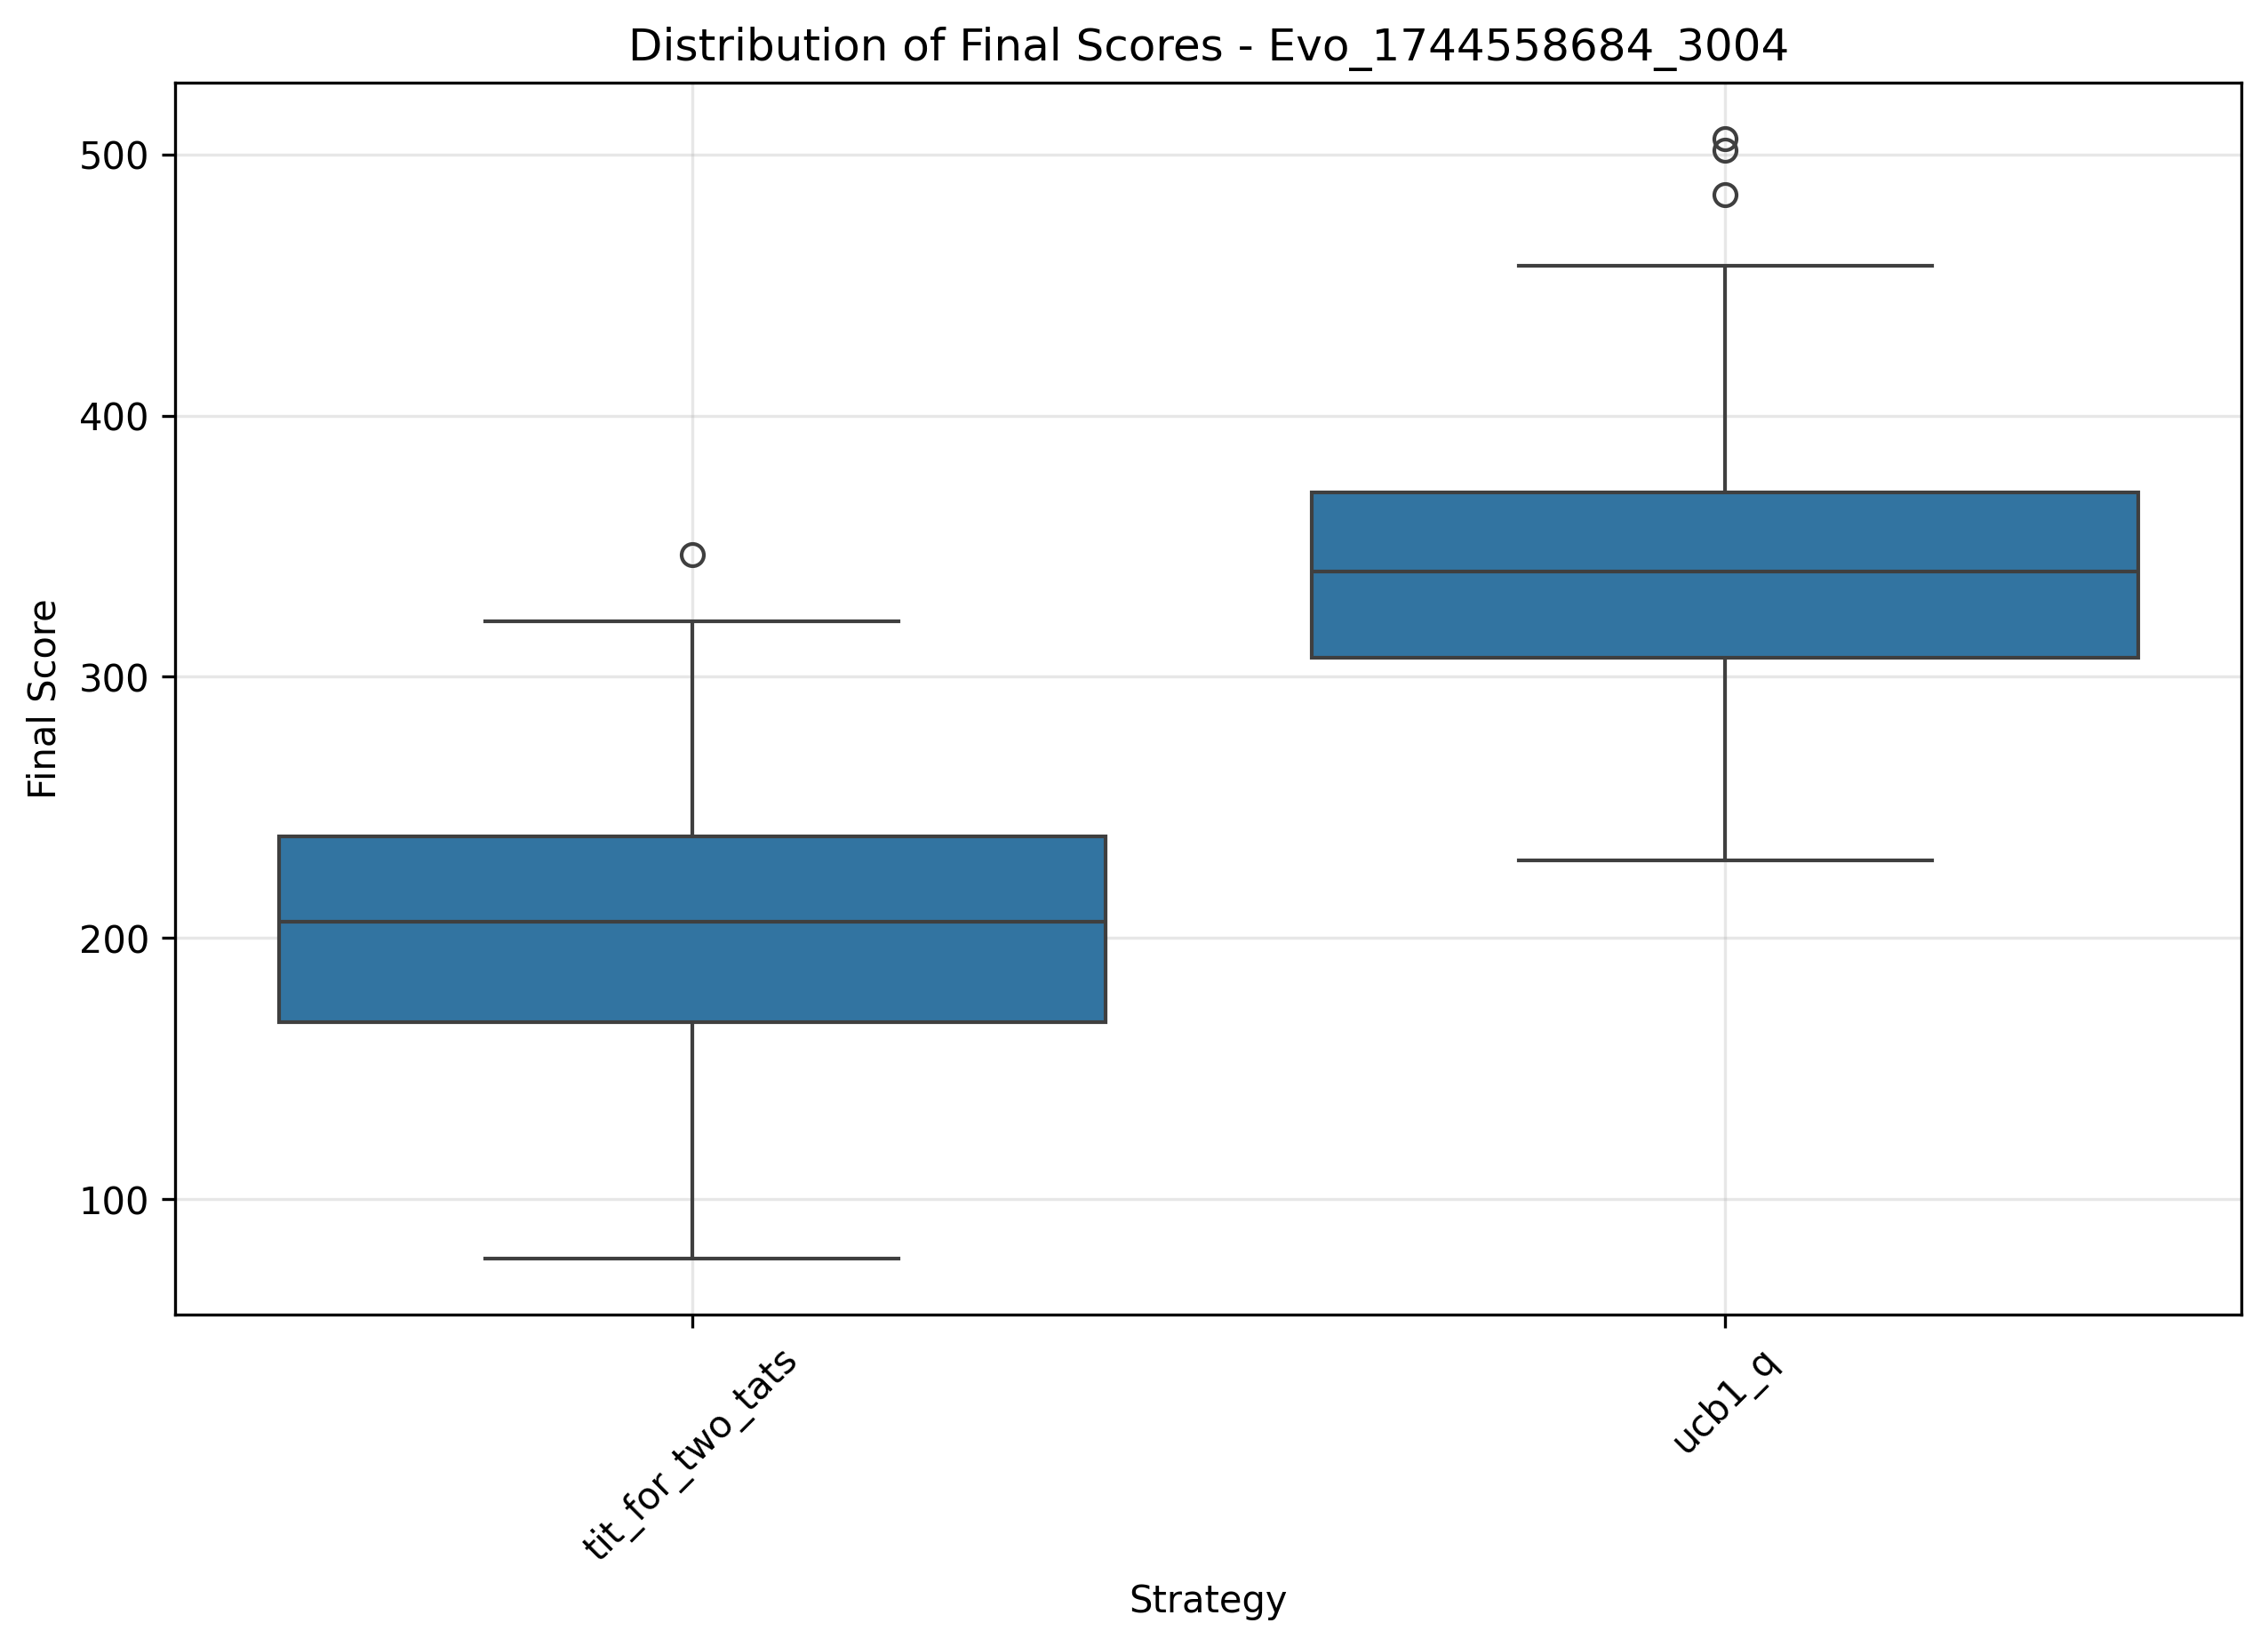 Distribution of Final Scores - Evo_1744558684_3004
500
400
300
200
100
Final Score
tit_for_two_tats
ucb1_q
Strategy